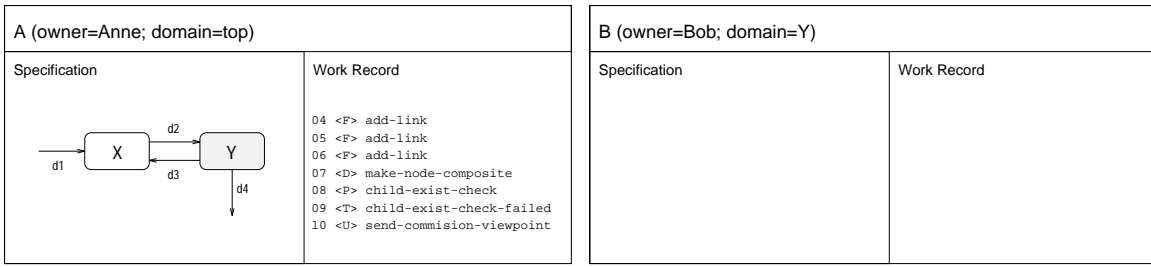 A (owner=Anne; domain=top)
Specification
Work Record
d1
X
d2
d3
Y
d4
04 <F> add-link
05 <F> add-link
06 <F> add-link
07 <D> make-node-composite
08 <P> child-exist-check
09 <T> child-exist-check-failed
10 <U> send-commision-viewpoint
B (owner=Bob; domain=Y)
Specification
Work Record